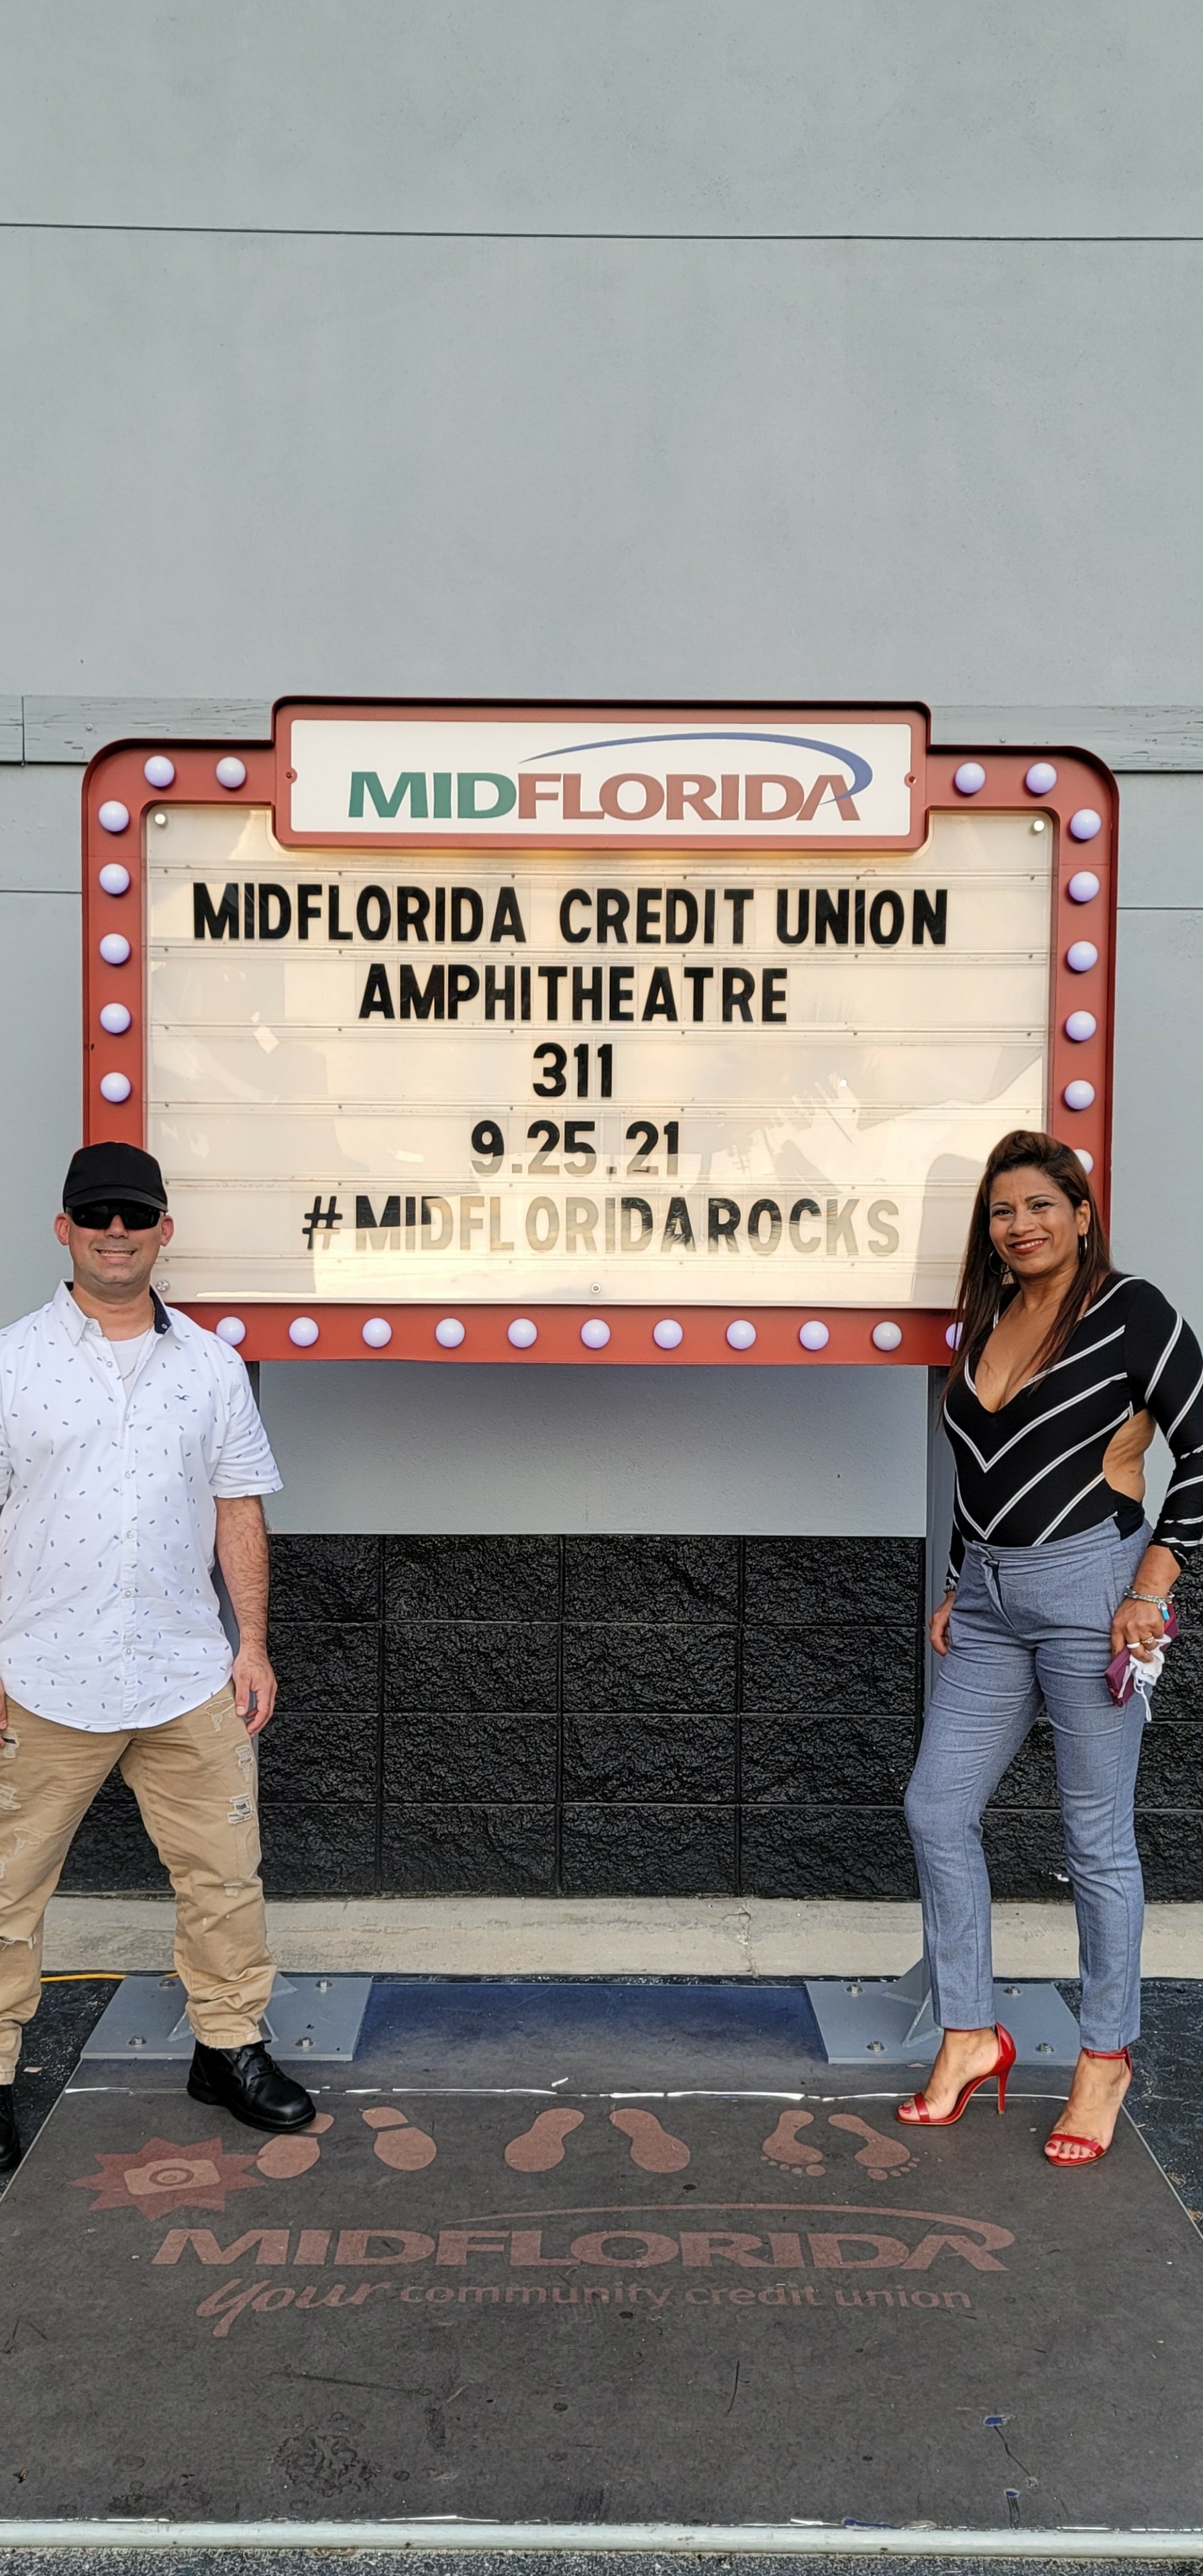 MIDFLORIDA
MIDFLORIDA CREDIT UNION
AMPHITHEATRE
311
9.25.21
#MIDFLORIDAROCKS
MIDFLORIDA
Your community credit union